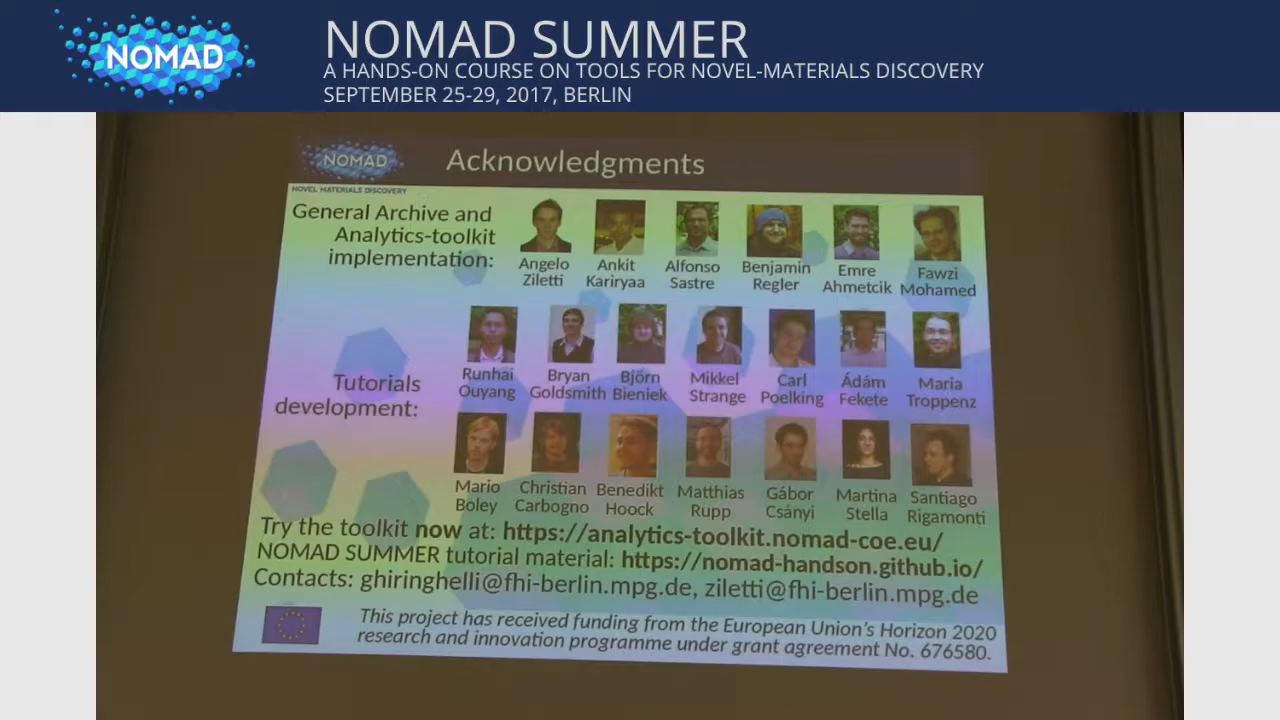 NOMAD
NOMAD SUMMER
A HANDS-ON COURSE ON TOOLS FOR NOVEL-MATERIALS DISCOVERY
SEPTEMBER 25-29, 2017, BERLIN
NOMAD
NOVEL MATERIALS DISCOVERY
Acknowledgments
General Archive and
Analytics-toolkit
implementation:
Angelo Ziletti
Ankit Kariryaa
Alfonso Sastre
Benjamin Regler
Emre Ahmetcik
Fawzi Mohamed
Tutorials
development:
Runhai Ouyang
Bryan Goldsmith
Björn Bieniek
Mikkel Strange
Carl Poelking
Ádám Fekete
Maria Troppenz
Mario Boley
Christian Carbogno
Benedikt Hoock
Matthias Rupp
Gábor Csányi
Martina Stella
Santiago Rigamonti
Try the toolkit now at: https://analytics-toolkit.nomad-coe.eu/
NOMAD SUMMER tutorial material: https://nomad-handson.github.io/
Contacts: ghiringhelli@fhi-berlin.mpg.de, ziletti@fhi-berlin.mpg.de
This project has received funding from the European Union's Horizon 2020
research and innovation programme under grant agreement No. 676580.